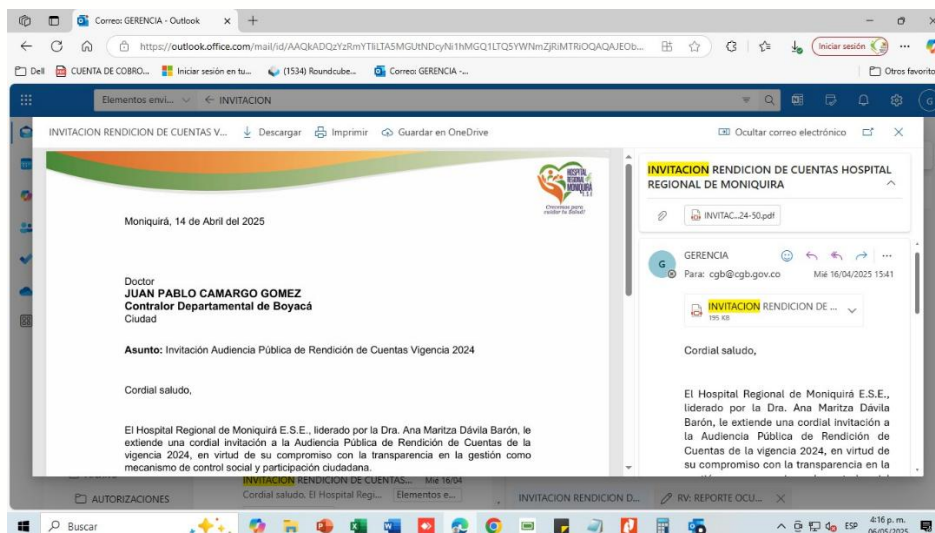 Correo: GERENCIA - Outlook
https://outlook.office.com/mail/id/AAQkADQzYzRmYTliLTA5MGUtNDcyNi1hMGQ1LTQ5YWNmZjRiMTRiOQAQAJEOb...
Iniciar sesión
Dell
CUENTA DE COBRO...
Iniciar sesión en tu...
(1534) Roundcube...
Correo: GERENCIA -...
Otros favorito
Elementos envi...
INVITACION
INVITACION RENDICION DE CUENTAS V...
Descargar
Imprimir
Guardar en OneDrive
Ocultar correo electrónico
HOSPITAL
REGIONAL DE
MONIQUIRÁ
E.S.E
Crecemos para
cuidar tu Salud!
Moniquirá, 14 de Abril del 2025
Doctor
JUAN PABLO CAMARGO GOMEZ
Contralor Departamental de Boyacá
Ciudad
Asunto: Invitación Audiencia Pública de Rendición de Cuentas Vigencia 2024
Cordial saludo,
El Hospital Regional de Moniquirá E.S.E., liderado por la Dra. Ana Maritza Dávila Barón, le
extiende una cordial invitación a la Audiencia Pública de Rendición de Cuentas de la
vigencia 2024, en virtud de su compromiso con la transparencia en la gestión como
mecanismo de control social y participación ciudadana.
INVITACION RENDICION DE CUENTAS HOSPITAL
REGIONAL DE MONIQUIRA
INVITAC...24-50.pdf
G
GERENCIA
Para: cgb@cgb.gov.co
Mié 16/04/2025 15:41
INVITACION RENDICION DE ...
195 KB
Cordial saludo,
El Hospital Regional de Moniquirá E.S.E.,
liderado por la Dra. Ana Maritza Dávila
Barón, le extiende una cordial invitación a
la Audiencia Pública de Rendición de
Cuentas de la vigencia 2024, en virtud de
su compromiso con la transparencia en la
AUTORIZACIONES
INVITACION RENDICION DE CUENTAS...
Mié 16/04
Cordial saludo. El Hospital Regi...
Elementos e...
INVITACION RENDICION D...
RV: REPORTE OCU...
Buscar
ESP
4:16 p. m.
06/05/2025